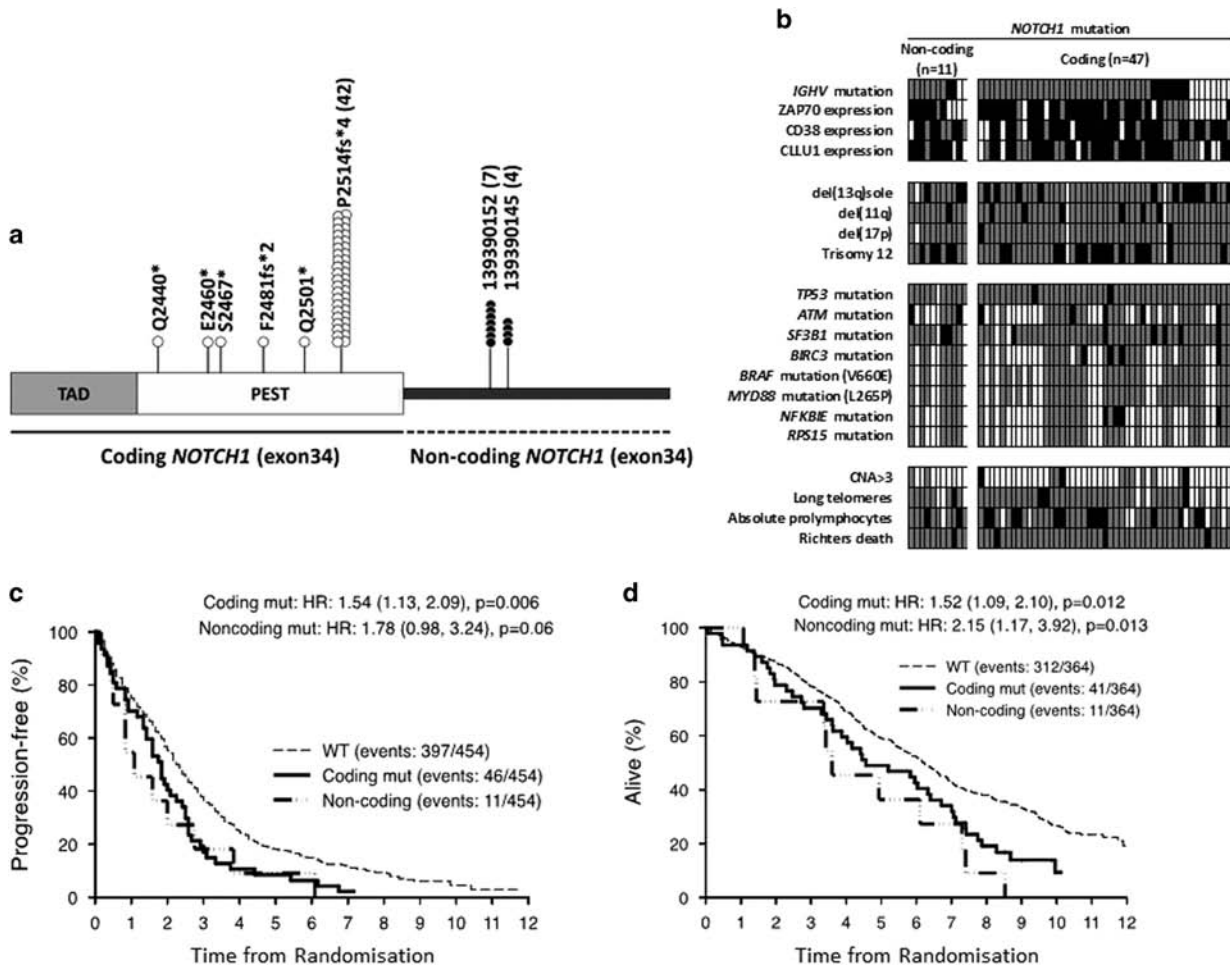 a
Q2440*
E2460*
S2467*
F2481fs*2
Q2501*
P2514fs*4 (42)
139390152 (7)
139390145 (4)
TAD
PEST
Coding NOTCH1 (exon34)
Non-coding NOTCH1 (exon34)
b
NOTCH1 mutation
Non-coding
(n=11)
Coding (n=47)
IGHV mutation
ZAP70 expression
CD38 expression
CLLU1 expression
del(13q)sole
del(11q)
del(17p)
Trisomy 12
TP53 mutation
ATM mutation
SF3B1 mutation
BIRC3 mutation
BRAF mutation (V660E)
MYD88 mutation (L265P)
NFKBIE mutation
RPS15 mutation
CNA>3
Long telomeres
Absolute prolymphocytes
Richters death
c
Coding mut: HR: 1.54 (1.13, 2.09), p=0.006
Noncoding mut: HR: 1.78 (0.98, 3.24), p=0.06
Progression-free (%)
100
80
60
40
20
0
WT (events: 397/454)
Coding mut (events: 46/454)
Non-coding (events: 11/454)
0 1 2 3 4 5 6 7 8 9 10 11 12
Time from Randomisation
d
Coding mut: HR: 1.52 (1.09, 2.10), p=0.012
Noncoding mut: HR: 2.15 (1.17, 3.92), p=0.013
Alive (%)
100
80
60
40
20
0
WT (events: 312/364)
Coding mut (events: 41/364)
Non-coding (events: 11/364)
0 1 2 3 4 5 6 7 8 9 10 11 12
Time from Randomisation